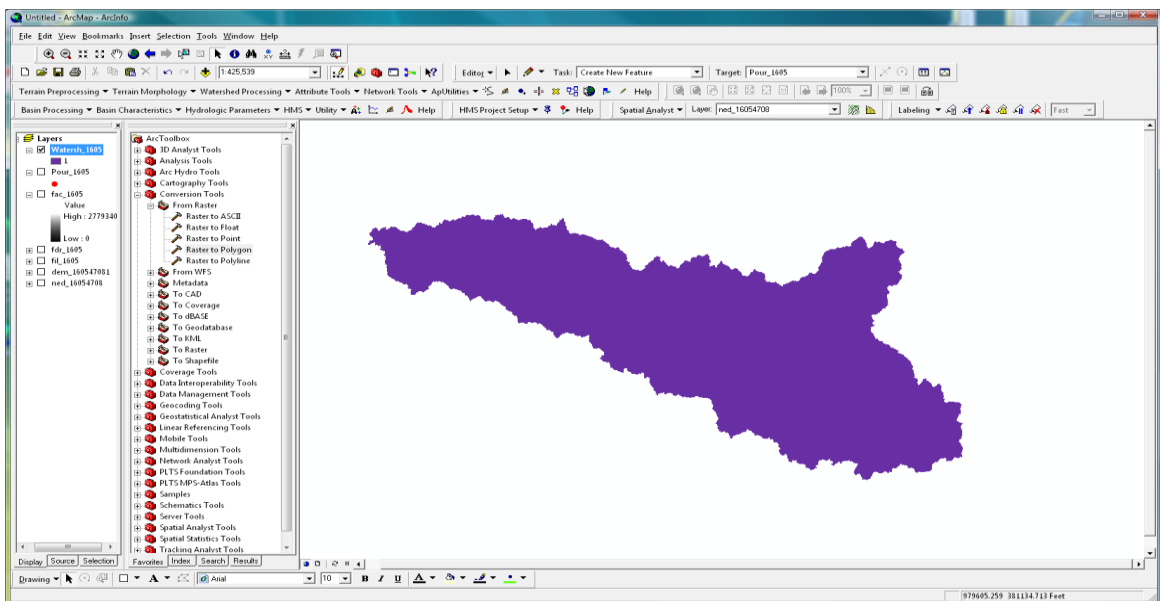 Untitled - ArcMap - ArcInfo
File Edit View Bookmarks Insert Selection Tools Window Help
1:425,539 Editor Task: Create New Feature Target: Pour_1605
Terrain Preprocessing Terrain Morphology Watershed Processing Attribute Tools Network Tools ApUtilities Help 100%
Basin Processing Basin Characteristics Hydrologic Parameters HMS Utility Help HMS Project Setup Help Spatial Analyst Layer: ned_16054708 Labeling Fast
Layers
Watersh_1605
1
Pour_1605
fac_1605
Value
High : 2779340
Low : 0
fdr_1605
fil_1605
dem_160547081
ned_16054708
ArcToolbox
3D Analyst Tools
Analysis Tools
Arc Hydro Tools
Cartography Tools
Conversion Tools
From Raster
Raster to ASCII
Raster to Float
Raster to Point
Raster to Polygon
Raster to Polyline
From WFS
Metadata
To CAD
To Coverage
To dBASE
To Geodatabase
To KML
To Raster
To Shapefile
Coverage Tools
Data Interoperability Tools
Data Management Tools
Geocoding Tools
Geostatistical Analyst Tools
Linear Referencing Tools
Mobile Tools
Multidimension Tools
Network Analyst Tools
PLTS Foundation Tools
PLTS MPS-Atlas Tools
Samples
Schematics Tools
Server Tools
Spatial Analyst Tools
Spatial Statistics Tools
Tracking Analyst Tools
Display Source Selection Favorites Index Search Results
Drawing A Arial 10 B I U A
979605.259 381134.713 Feet